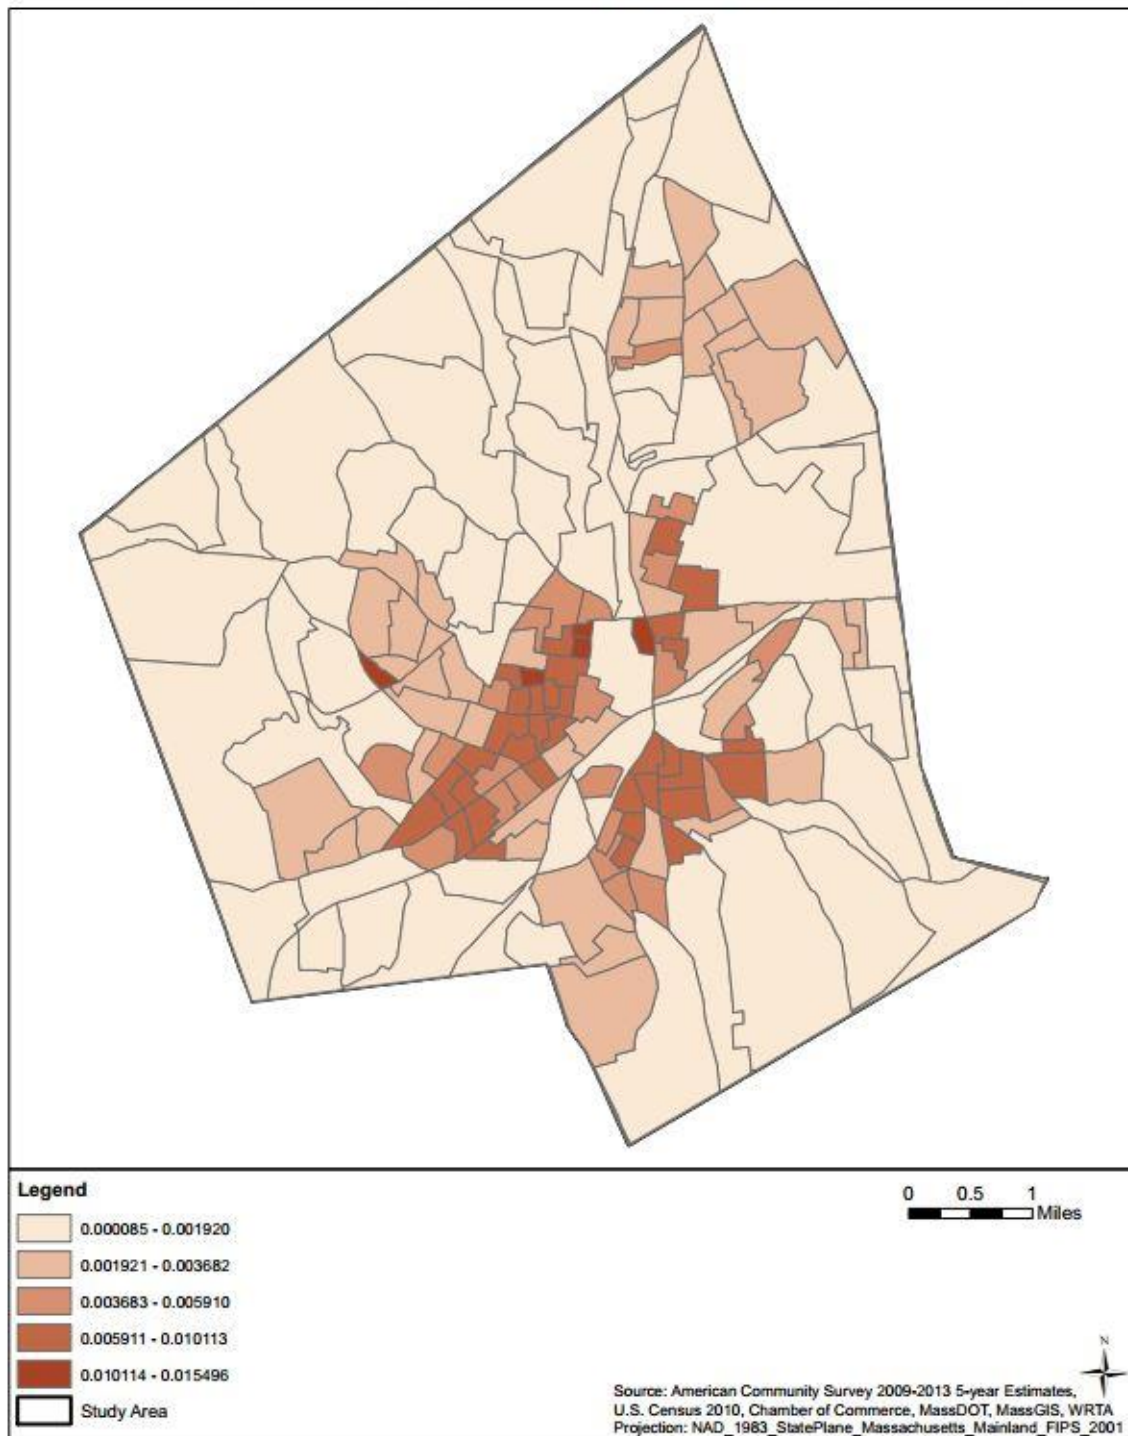 Legend
0.000085 - 0.001920
0.001921 - 0.003682
0.003683 - 0.005910
0.005911 - 0.010113
0.010114 - 0.015496
Study Area
0 0.5 1
Miles
N
Source: American Community Survey 2009-2013 5-year Estimates,
U.S. Census 2010, Chamber of Commerce, MassDOT, MassGIS, WRTA
Projection: NAD_1983_StatePlane_Massachusetts_Mainland_FIPS_2001